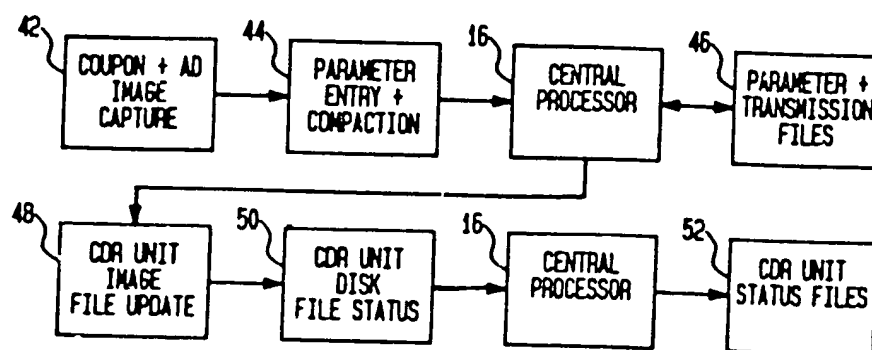 42
COUPON + AD
IMAGE
CAPTURE
44
PARAMETER
ENTRY +
COMPACTION
16
CENTRAL
PROCESSOR
46
PARAMETER +
TRANSMISSION
FILES
48
CDR UNIT
IMAGE
FILE UPDATE
50
CDR UNIT
DISK
FILE STATUS
16
CENTRAL
PROCESSOR
52
CDR UNIT
STATUS FILES